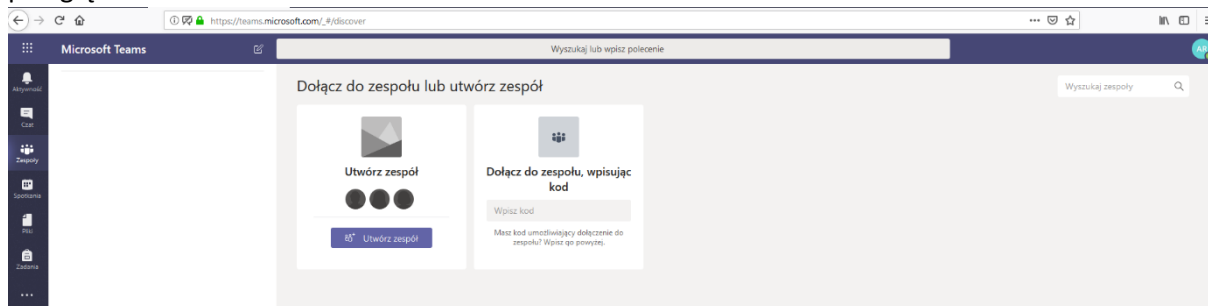 https://teams.microsoft.com/_#/discover
Microsoft Teams
Wyszukaj lub wpisz polecenie
AR
Aktywność
Czat
Zespoły
Spotkania
Pliki
Zadania
Dołącz do zespołu lub utwórz zespół
Wyszukaj zespoły
Utwórz zespół
Utwórz zespół
Dołącz do zespołu, wpisując
kod
Wpisz kod
Masz kod umożliwiający dołączenie do
zespołu? Wpisz go powyżej.